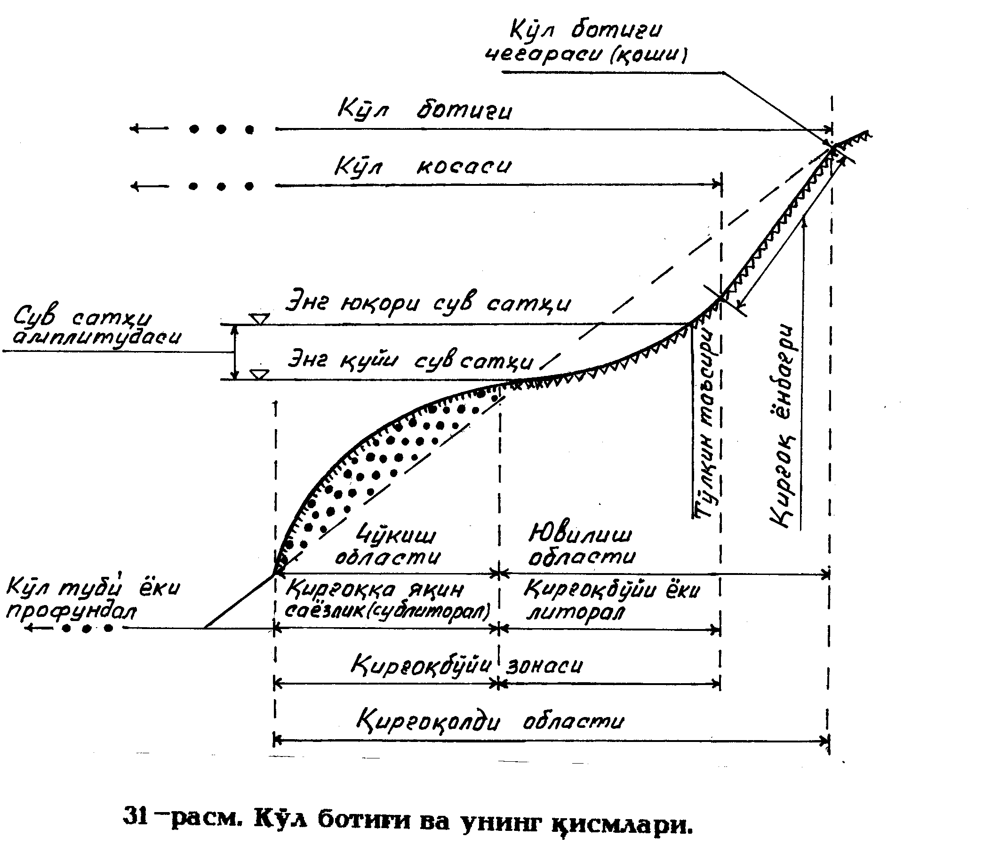 Кўл ботиғи
чегараси (қоши)
Кўл ботиғи
Кўл косаси
Энг юқори сув сатҳи
Сув сатҳи
амплитудаси
Энг қуйи сув сатҳи
Тўлқин таъсири
Қирғоқ ёнбағри
Чўкиш
области
Ювилиш
области
Кўл туби ёки
профундал
Қирғоққа яқин
саёзлик (сублиторал)
Қирғоқбўйи ёки
литорал
Қирғоқбўйи зонаси
Қирғоқолди области
31-расм. Кўл ботиғи ва унинг қисмлари.